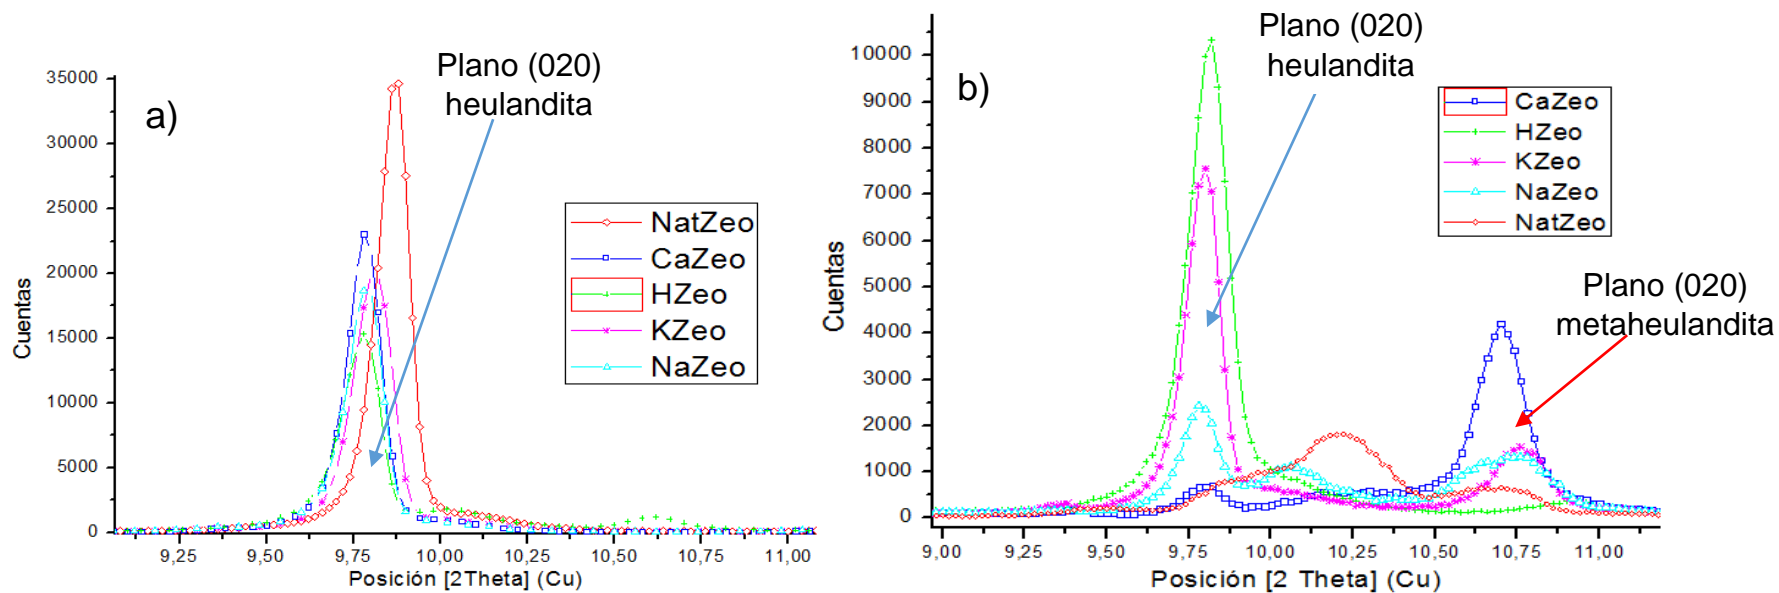 a)
Plano (020)
heulandita
35000
30000
25000
20000
15000
10000
5000
0
Cuentas
NatZeo
CaZeo
HZeo
KZeo
NaZeo
9,25
9,50
9,75
10,00
10,25
10,50
10,75
11,00
Posición [2Theta] (Cu)
b)
Plano (020)
heulandita
10000
9000
8000
7000
6000
5000
4000
3000
2000
1000
0
Cuentas
CaZeo
HZeo
KZeo
NaZeo
NatZeo
Plano (020)
metaheulandita
9,00
9,25
9,50
9,75
10,00
10,25
10,50
10,75
11,00
Posición [2 Theta] (Cu)